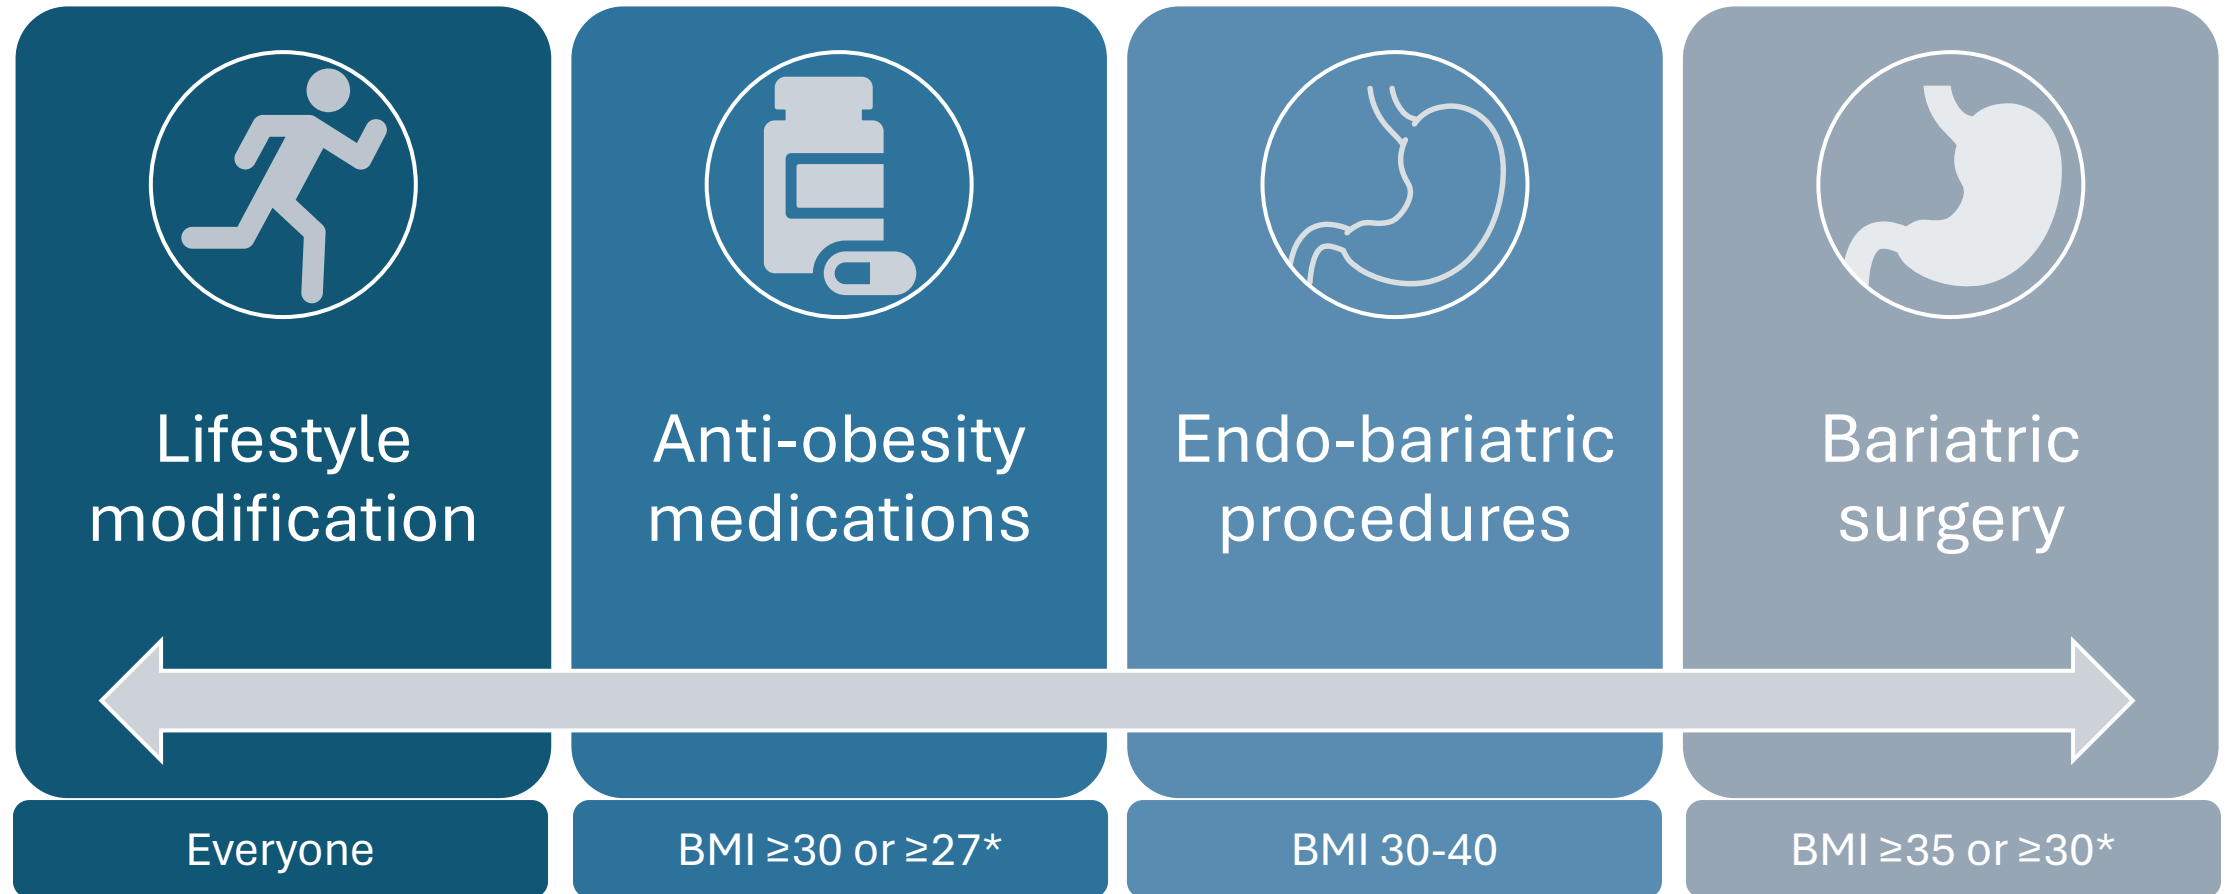 Lifestyle
modification
Anti-obesity
medications
Endo-bariatric
procedures
Bariatric
surgery
Everyone
BMI ≥30 or ≥27*
BMI 30-40
BMI ≥35 or ≥30*